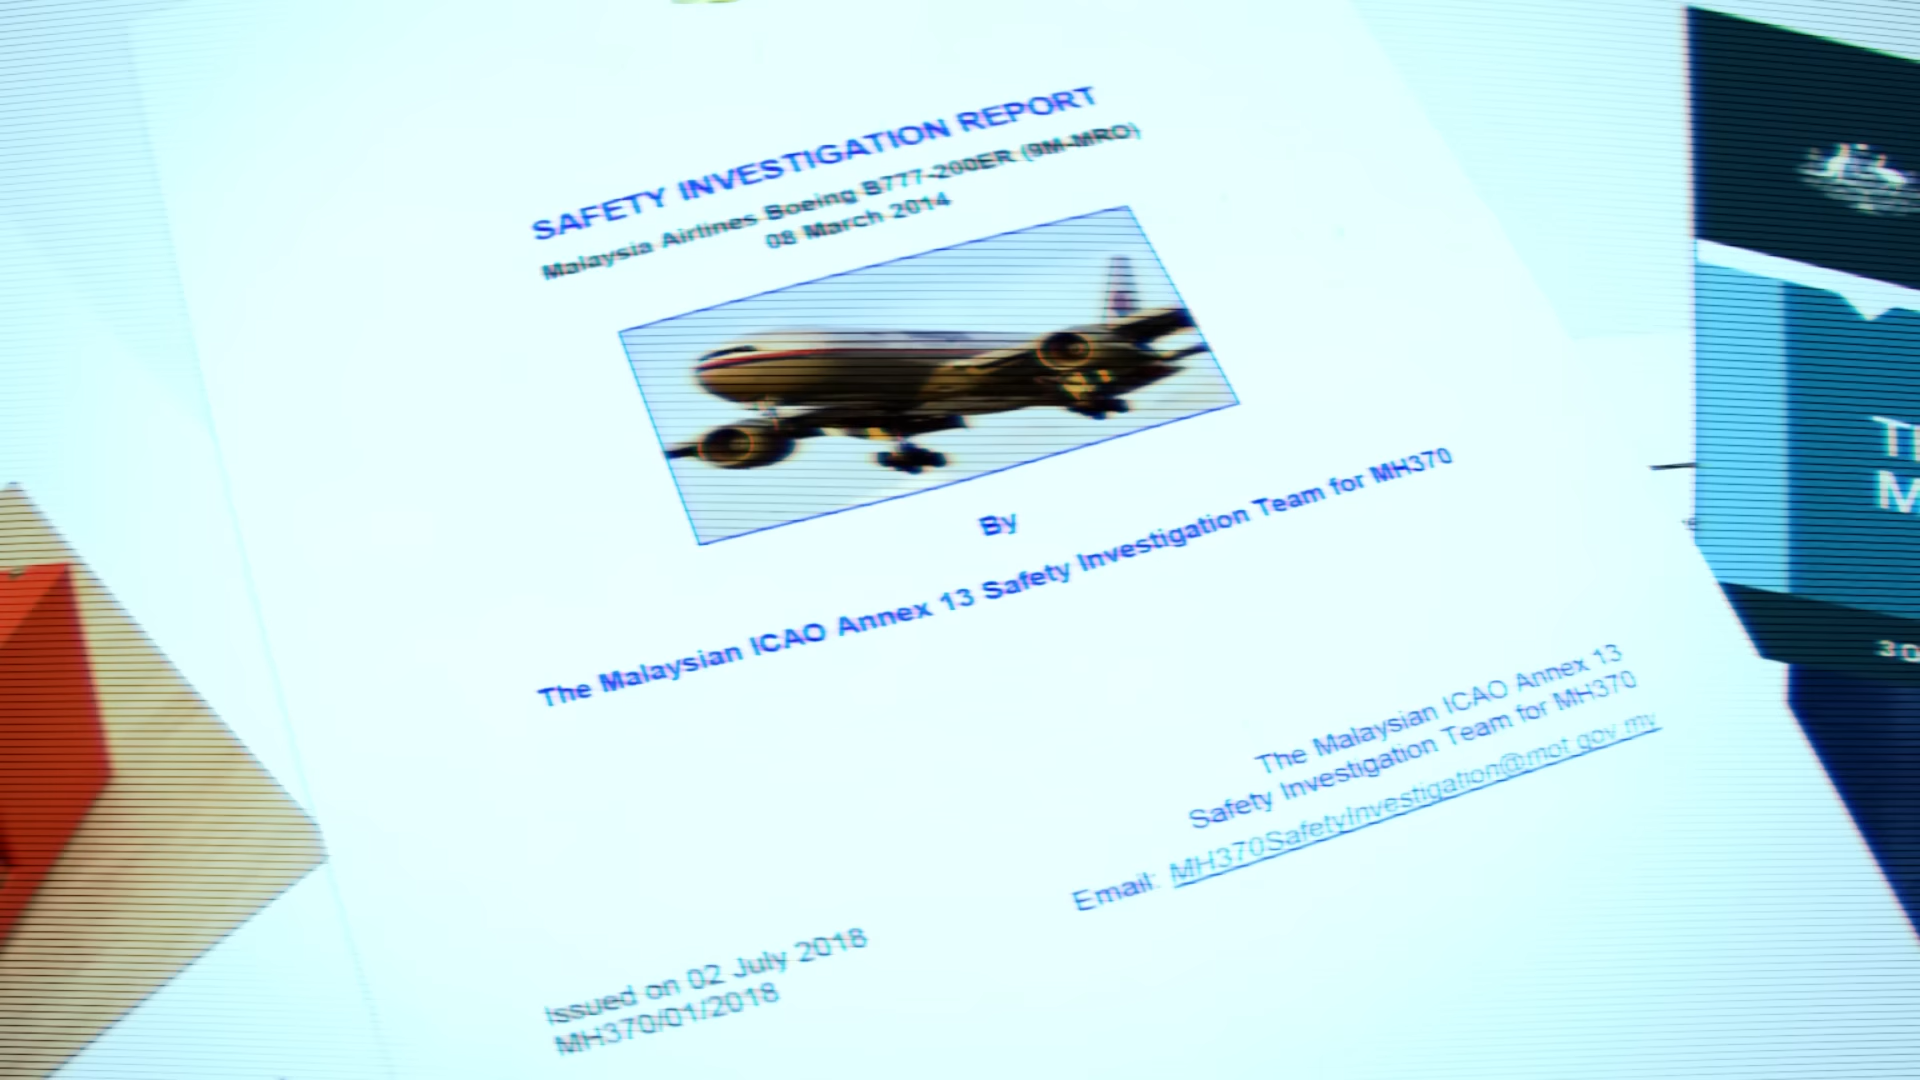 SAFETY INVESTIGATION REPORT
Malaysia Airlines Boeing B777-200ER (9M-MRO)
08 March 2014
By
The Malaysian ICAO Annex 13 Safety Investigation Team for MH370
The Malaysian ICAO Annex 13
Safety Investigation Team for MH370
Email: MH370SafetyInvestigation@mot.gov.my
Issued on 02 July 2018
MH370/01/2018